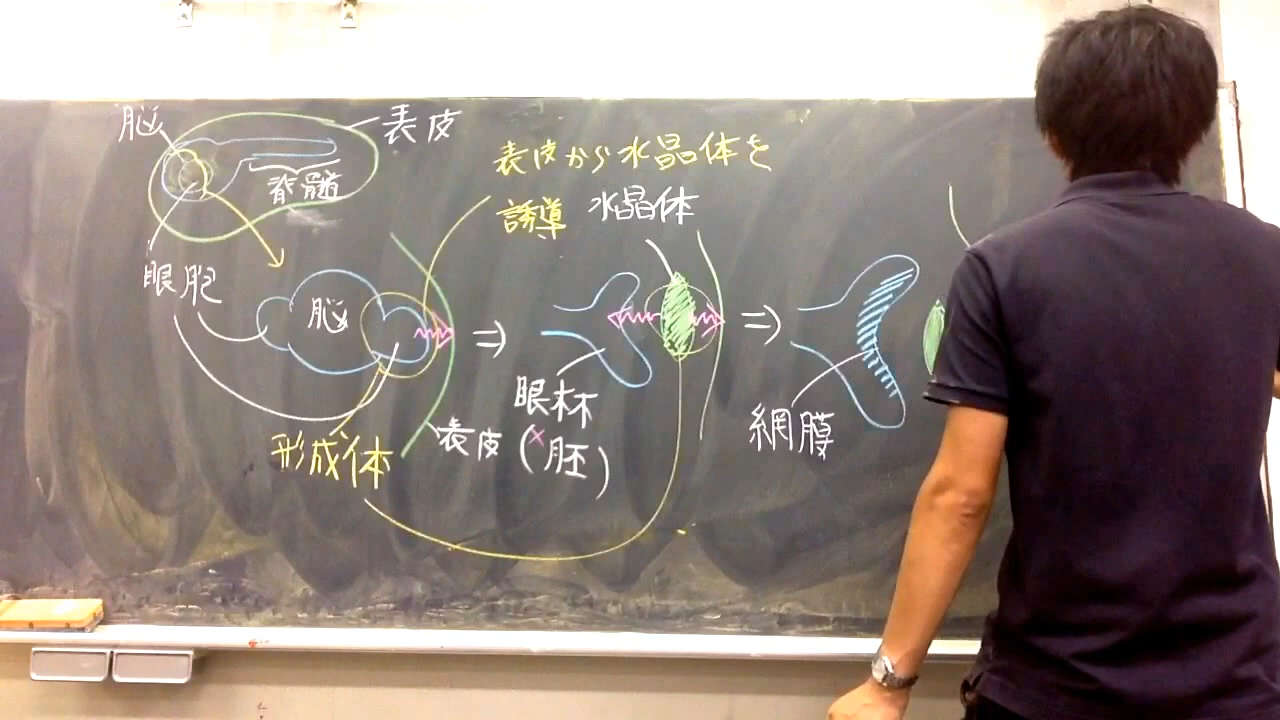 脳
表皮
脊髄
眼胞
表皮から水晶体を
誘導
水晶体
脳
形成体
表皮
眼杯
(×胚)
網膜